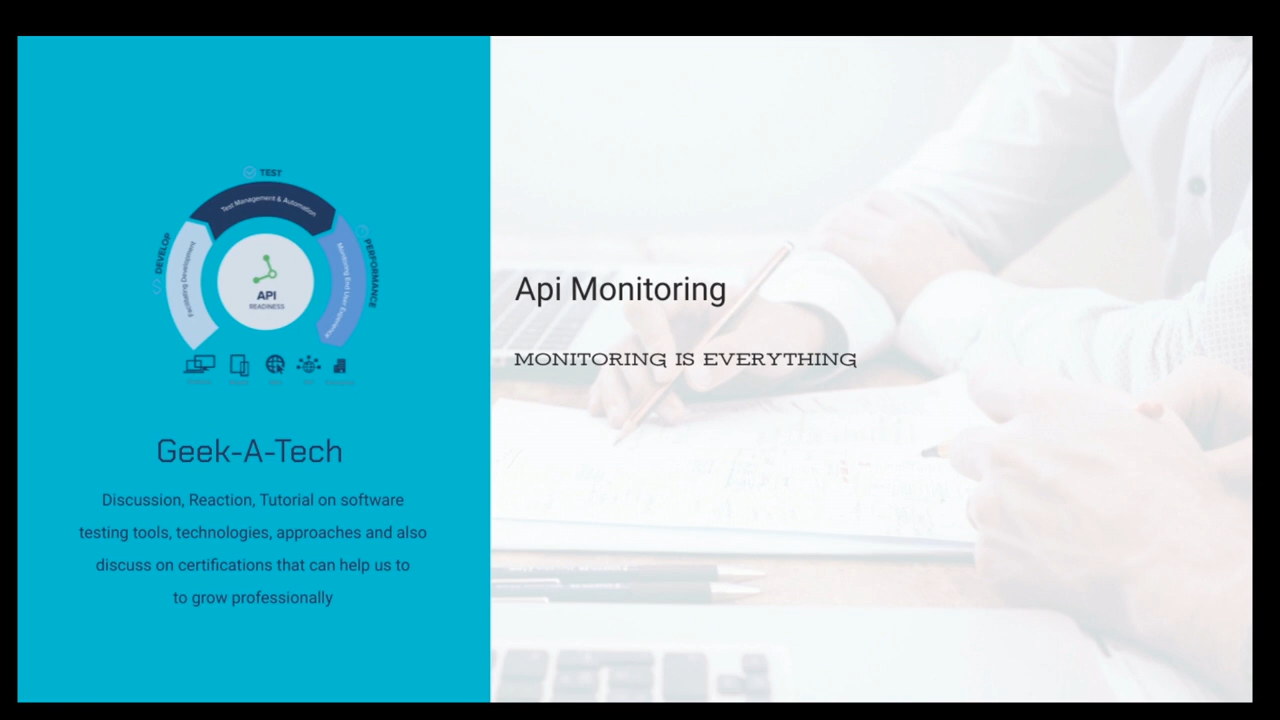 TEST
Test Management & Automation
DEVELOP
Facilitating Development
PERFORMANCE
Monitoring End User Experience
API
READINESS
Geek-A-Tech
Discussion, Reaction, Tutorial on software
testing tools, technologies, approaches and also
discuss on certifications that can help us to
to grow professionally
Api Monitoring
MONITORING IS EVERYTHING